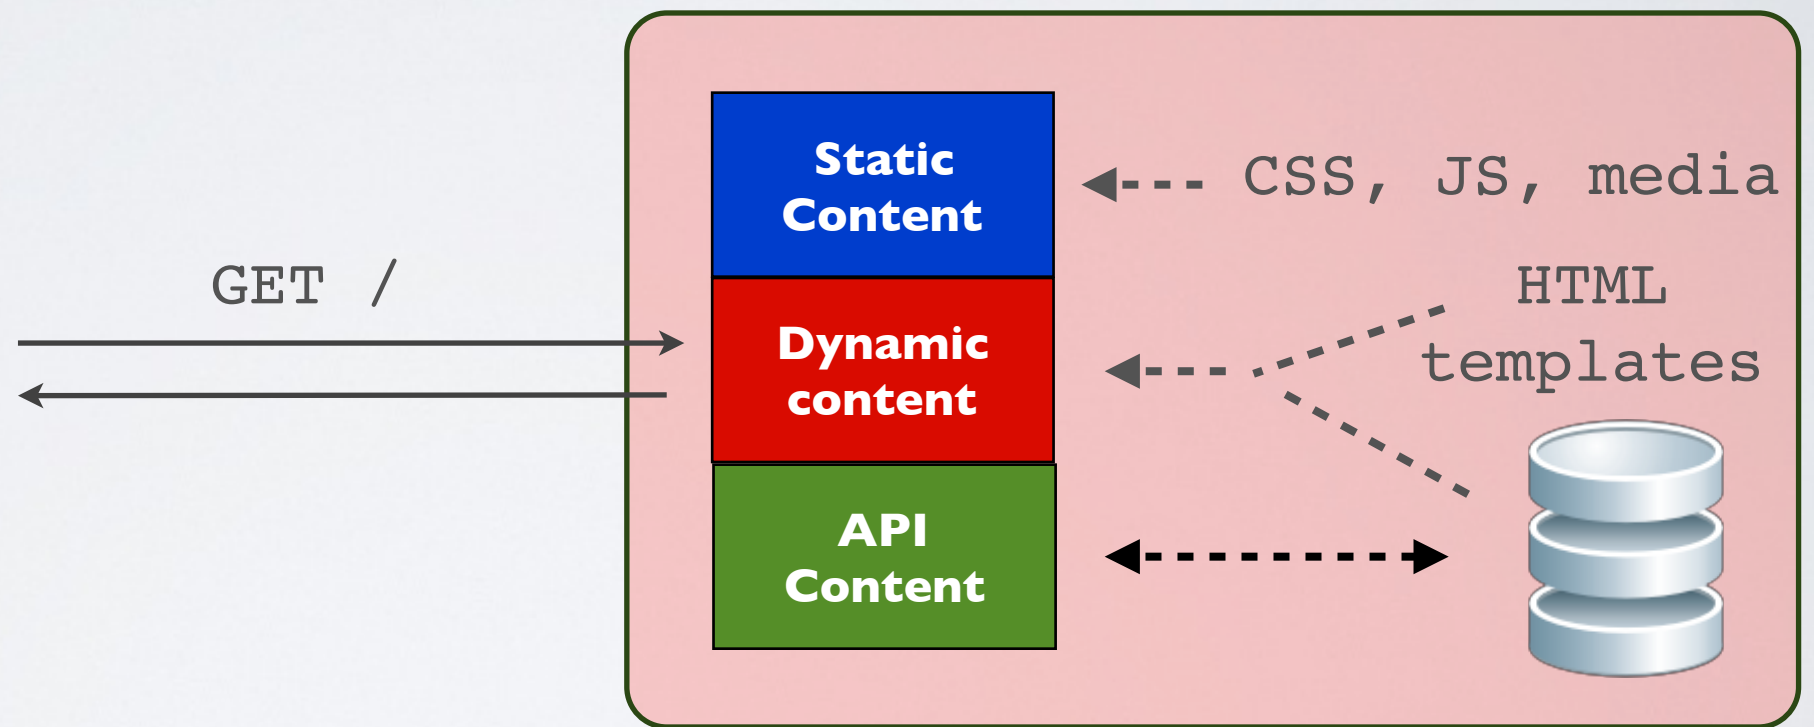 GET /
Static
Content
Dynamic
content
API
Content
CSS, JS, media
HTML
templates